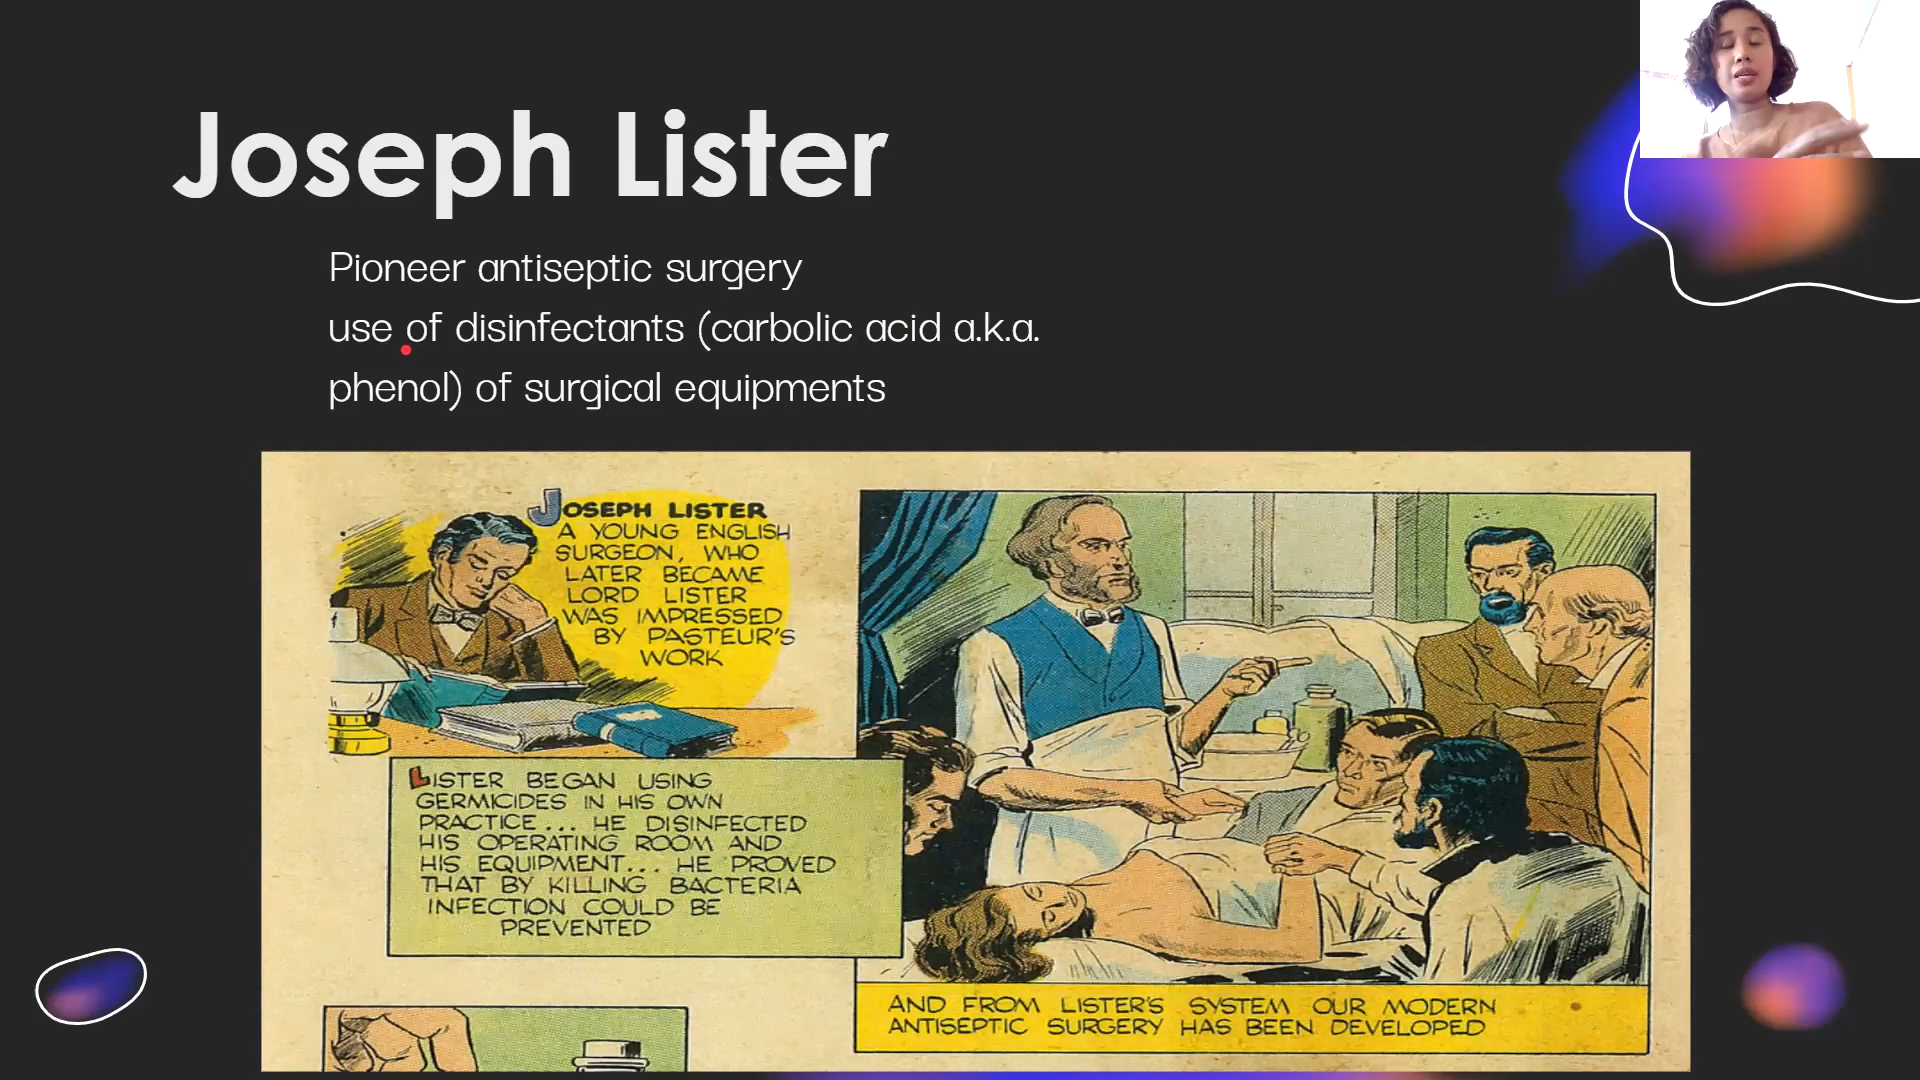 Joseph Lister
Pioneer antiseptic surgery
use of disinfectants (carbolic acid a.k.a.
phenol) of surgical equipments
JOSEPH LISTER
A YOUNG ENGLISH
SURGEON, WHO
LATER BECAME
LORD LISTER
WAS IMPRESSED
BY PASTEUR'S
WORK
LISTER BEGAN USING
GERMICIDES IN HIS OWN
PRACTICE... HE DISINFECTED
HIS OPERATING ROOM AND
HIS EQUIPMENT... HE PROVED
THAT BY KILLING BACTERIA
INFECTION COULD BE
PREVENTED
AND FROM LISTER'S SYSTEM OUR MODERN
ANTISEPTIC SURGERY HAS BEEN DEVELOPED